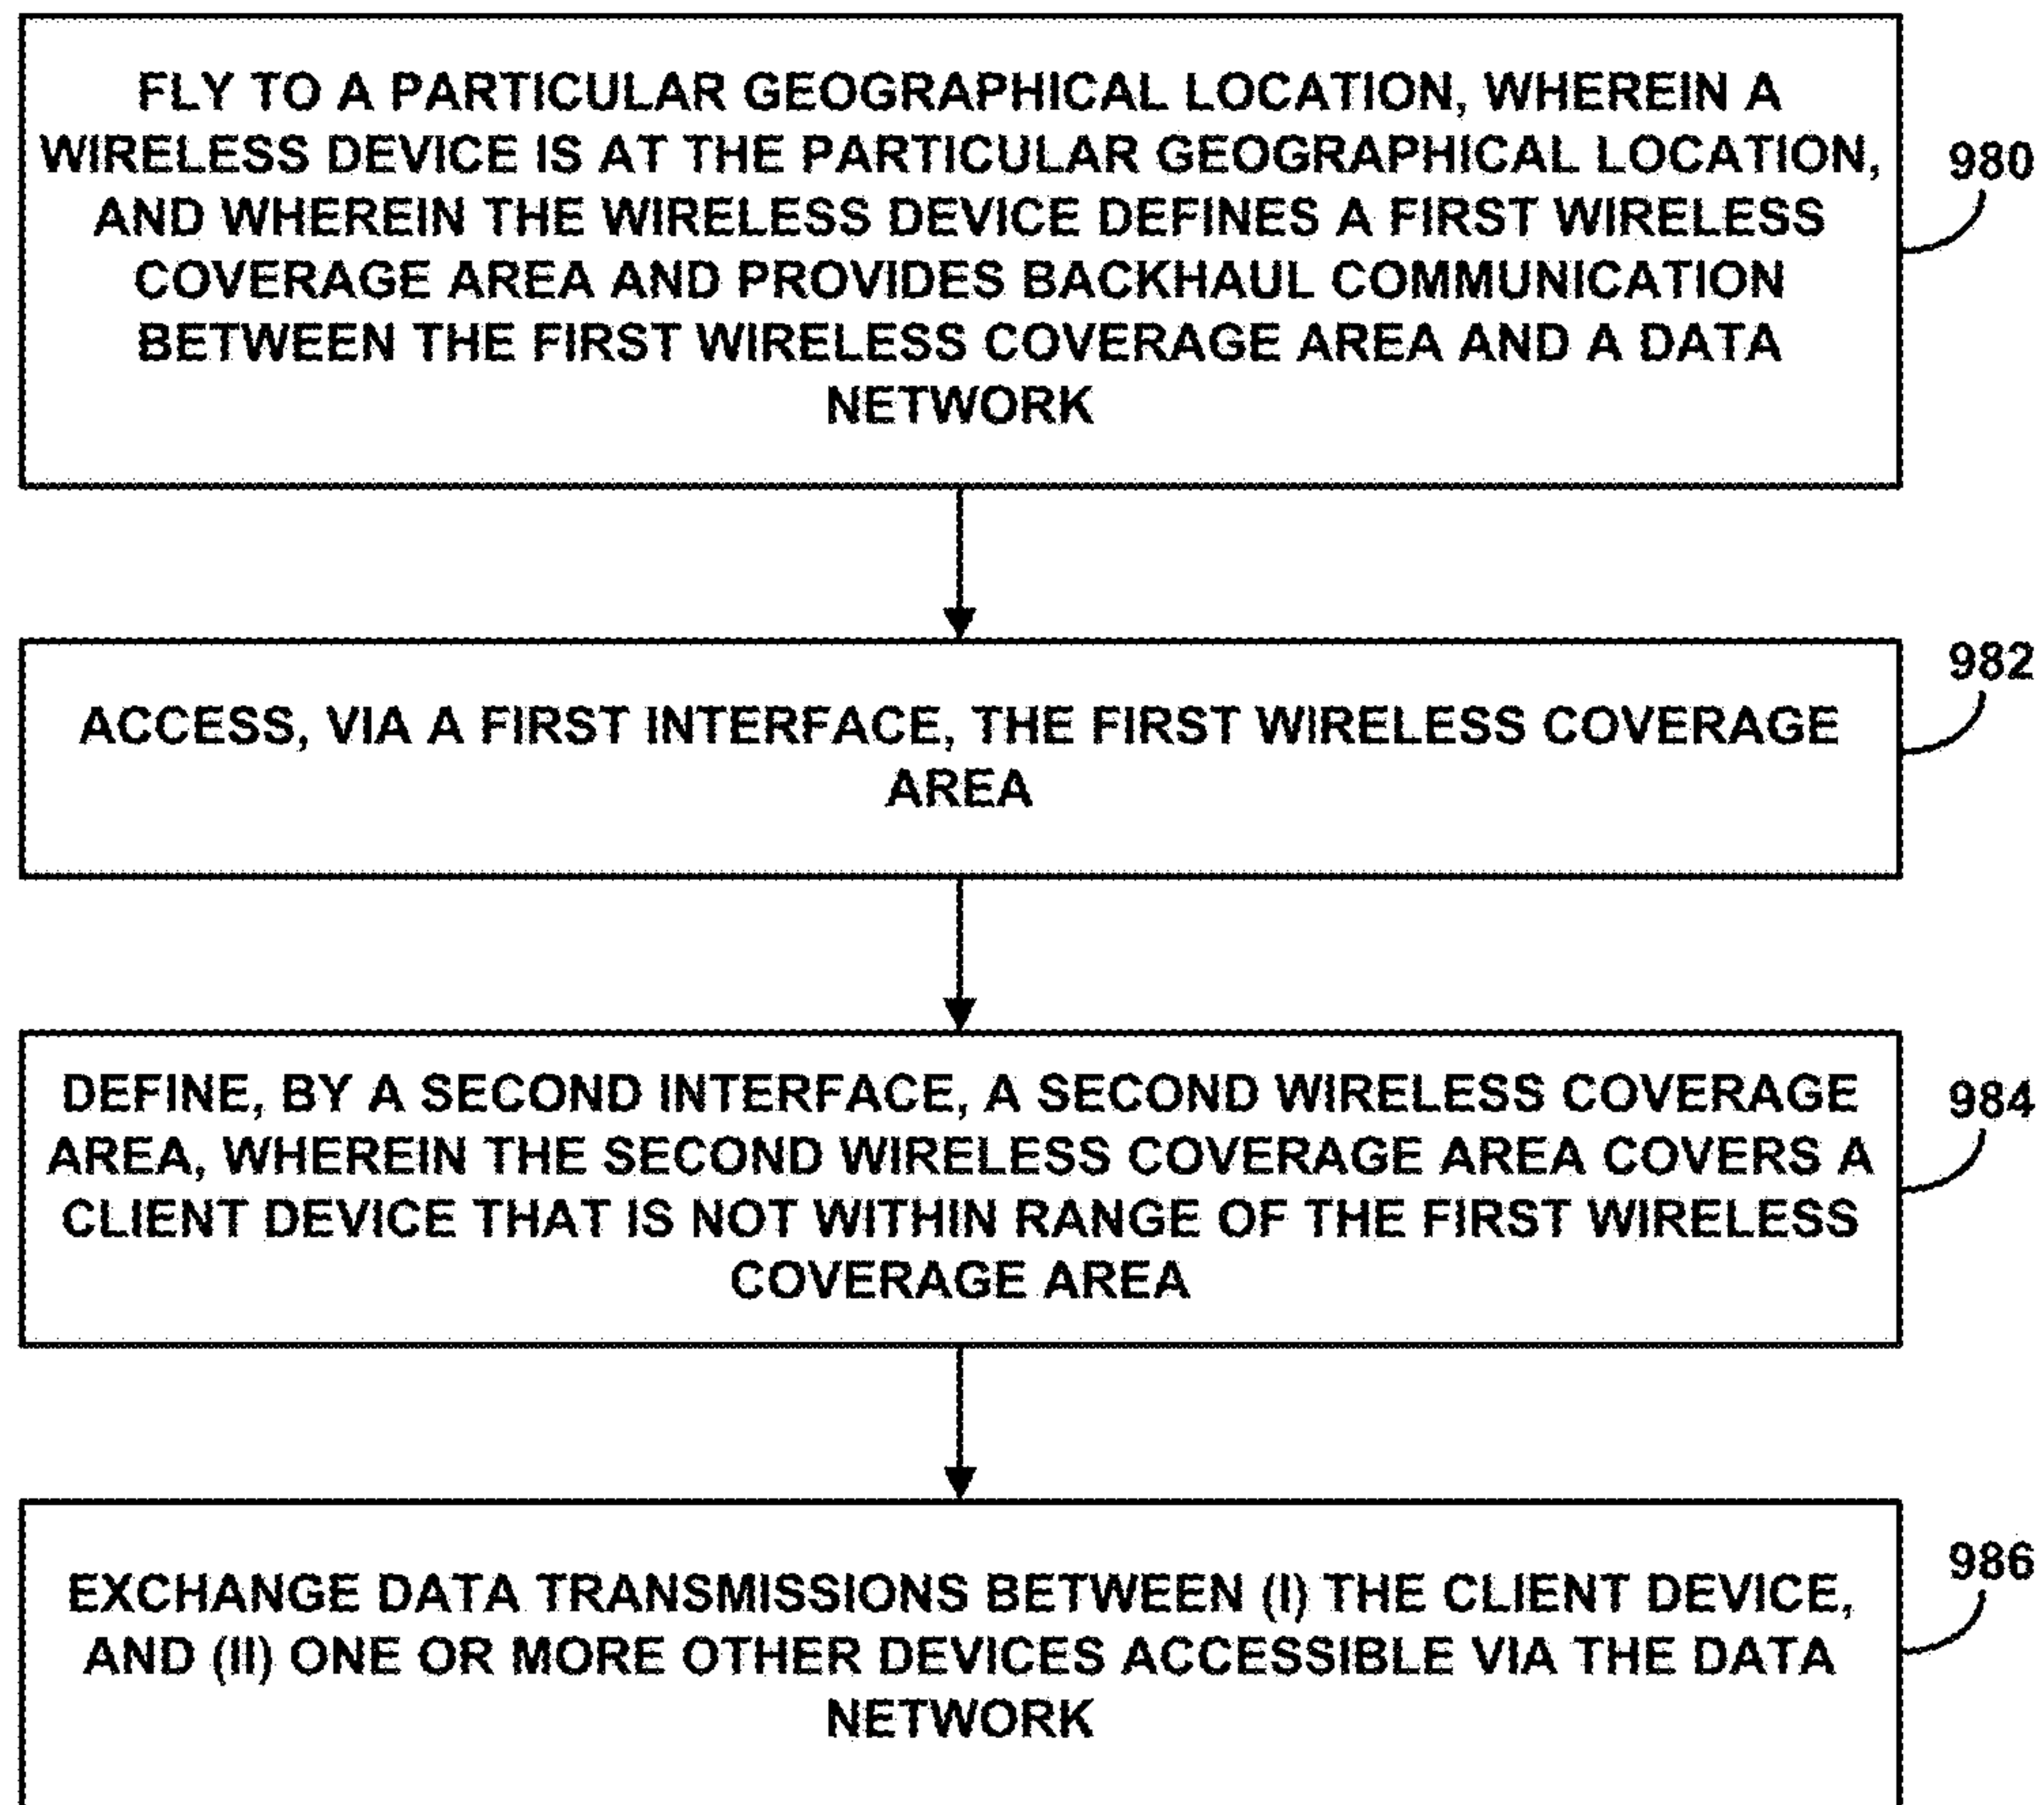 FLY TO A PARTICULAR GEOGRAPHICAL LOCATION, WHEREIN A
WIRELESS DEVICE IS AT THE PARTICULAR GEOGRAPHICAL LOCATION,
AND WHEREIN THE WIRELESS DEVICE DEFINES A FIRST WIRELESS
COVERAGE AREA AND PROVIDES BACKHAUL COMMUNICATION
BETWEEN THE FIRST WIRELESS COVERAGE AREA AND A DATA
NETWORK
980
ACCESS, VIA A FIRST INTERFACE, THE FIRST WIRELESS COVERAGE
AREA
982
DEFINE, BY A SECOND INTERFACE, A SECOND WIRELESS COVERAGE
AREA, WHEREIN THE SECOND WIRELESS COVERAGE AREA COVERS A
CLIENT DEVICE THAT IS NOT WITHIN RANGE OF THE FIRST WIRELESS
COVERAGE AREA
984
EXCHANGE DATA TRANSMISSIONS BETWEEN (I) THE CLIENT DEVICE,
AND (II) ONE OR MORE OTHER DEVICES ACCESSIBLE VIA THE DATA
NETWORK
986